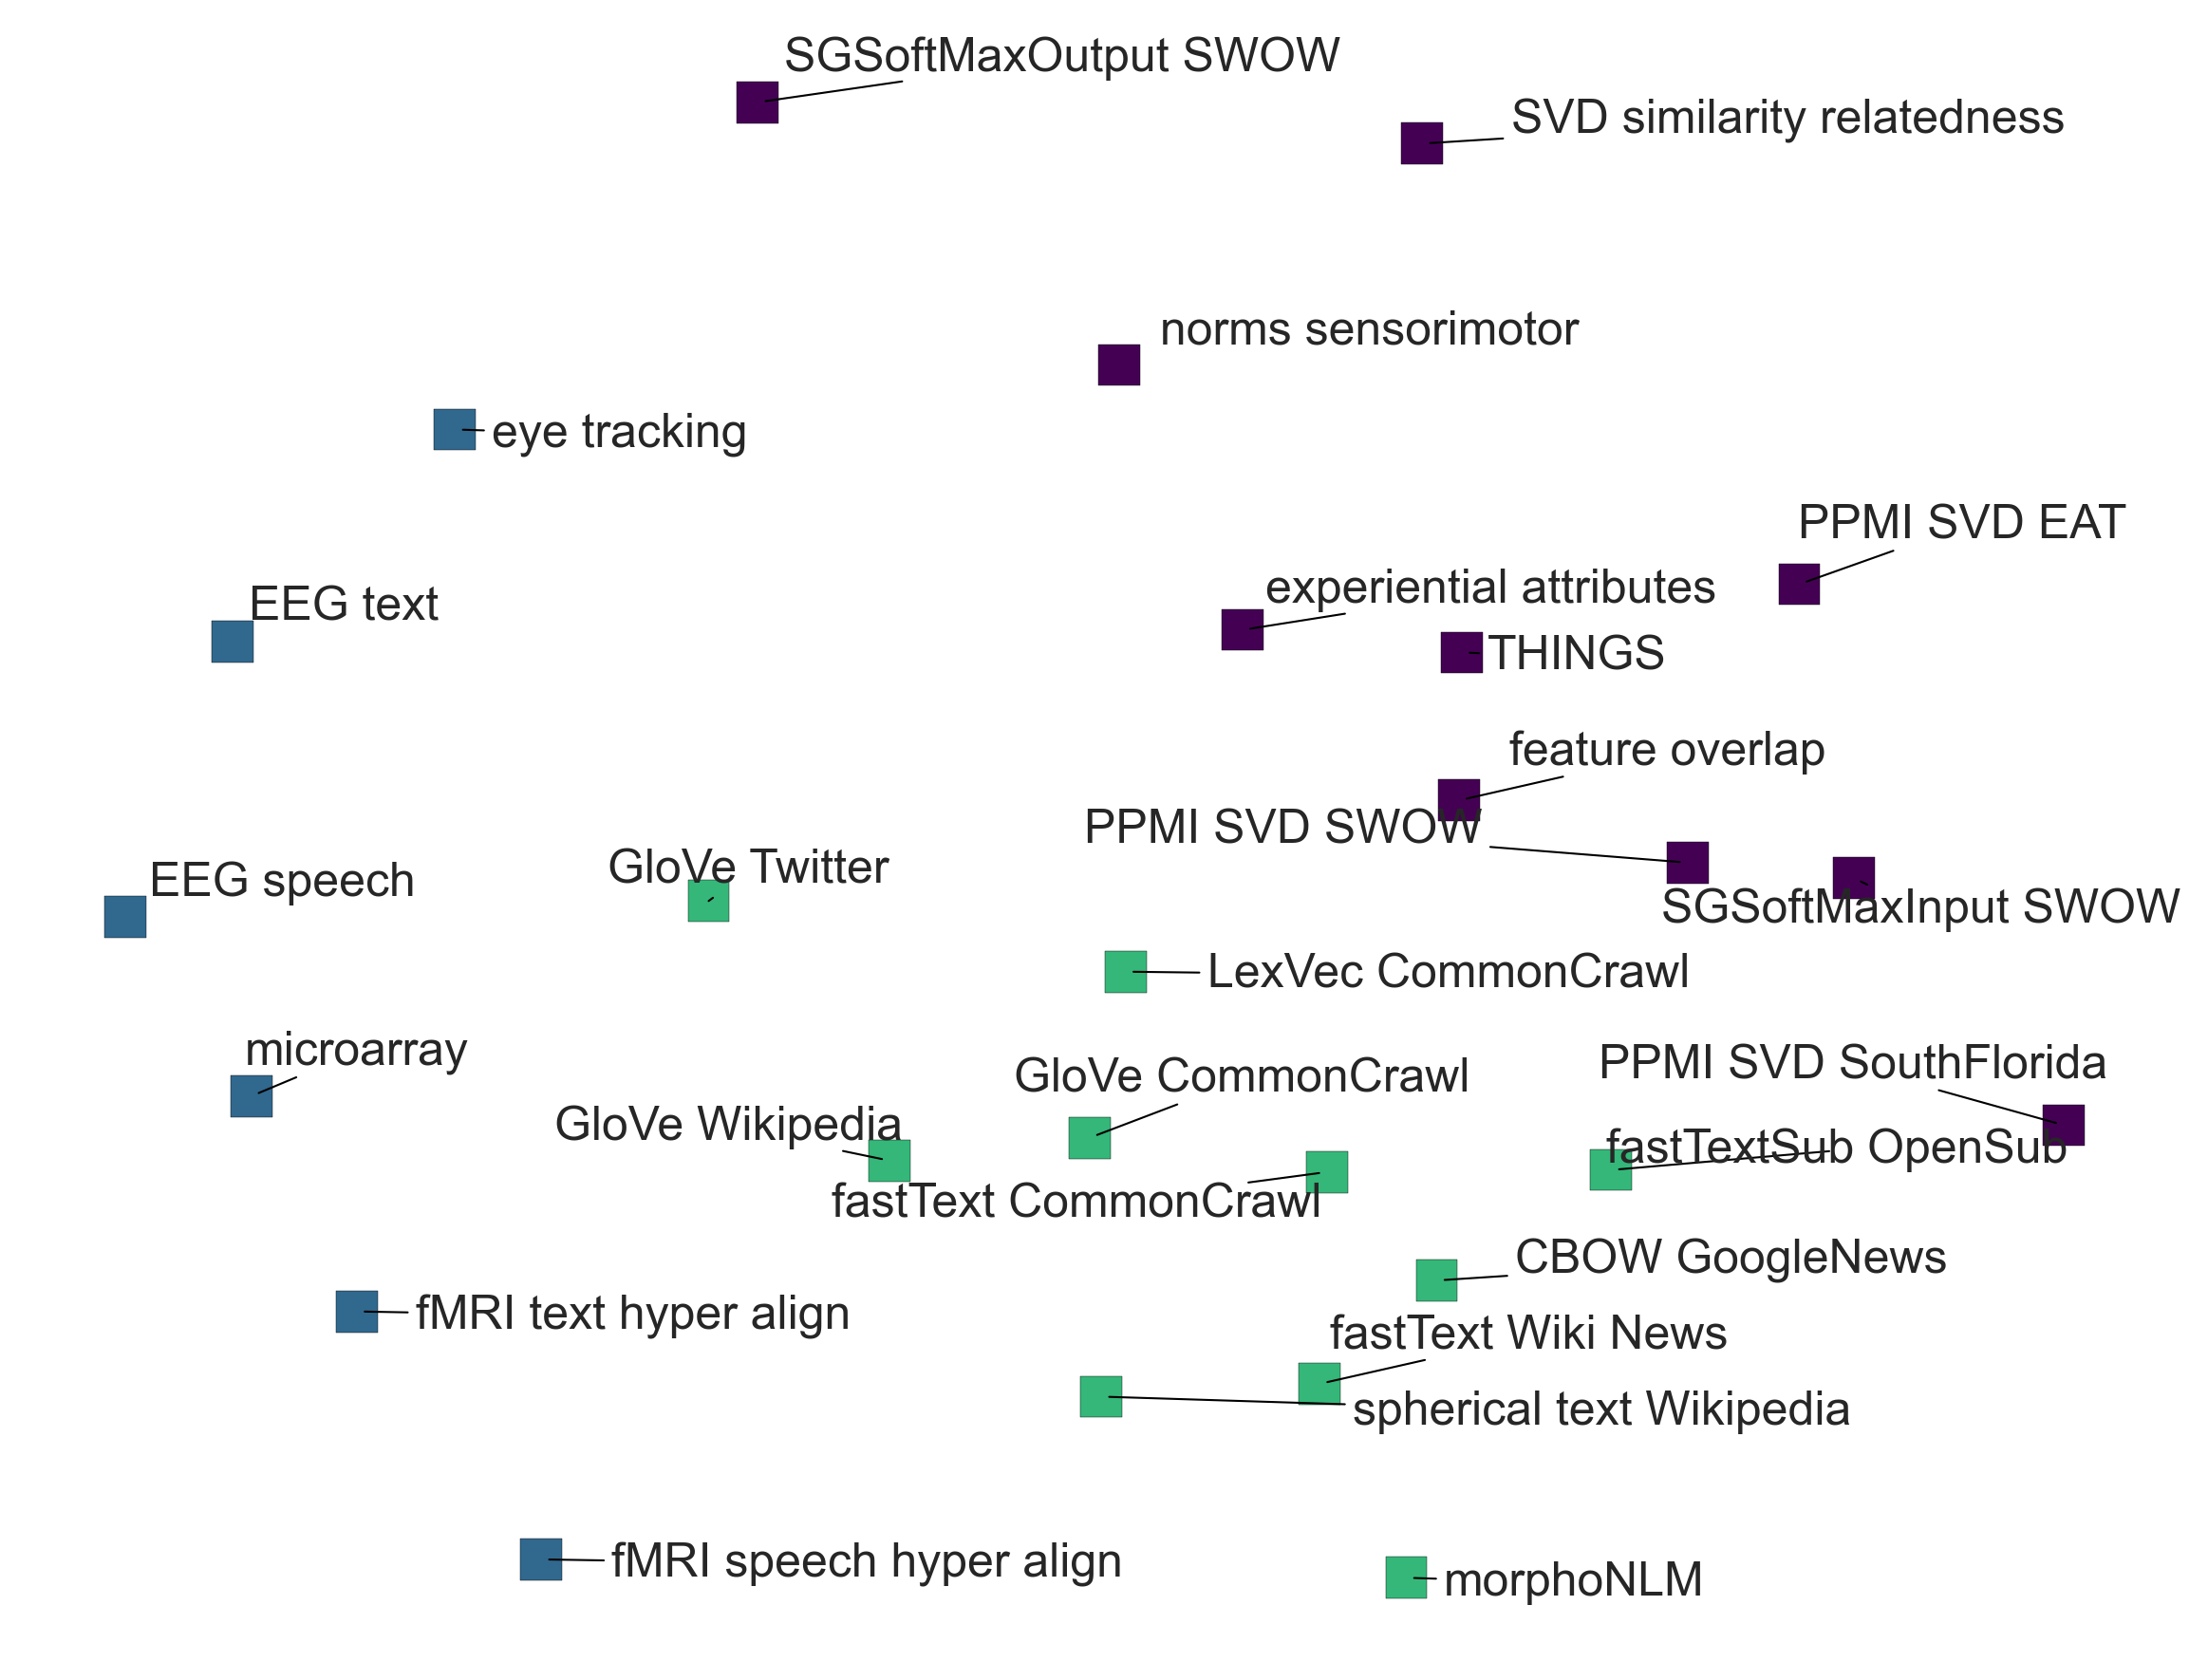 SGSoftMaxOutput SWOW
SVD similarity relatedness
norms sensorimotor
eye tracking
PPMI SVD EAT
experiential attributes
EEG text
THINGS
feature overlap
PPMI SVD SWOW
GloVe Twitter
EEG speech
SGSoftMaxInput SWOW
LexVec CommonCrawl
microarray
PPMI SVD SouthFlorida
GloVe CommonCrawl
GloVe Wikipedia
fastTextSub OpenSub
fastText CommonCrawl
CBOW GoogleNews
fMRI text hyper align
fastText Wiki News
spherical text Wikipedia
fMRI speech hyper align
morphoNLM